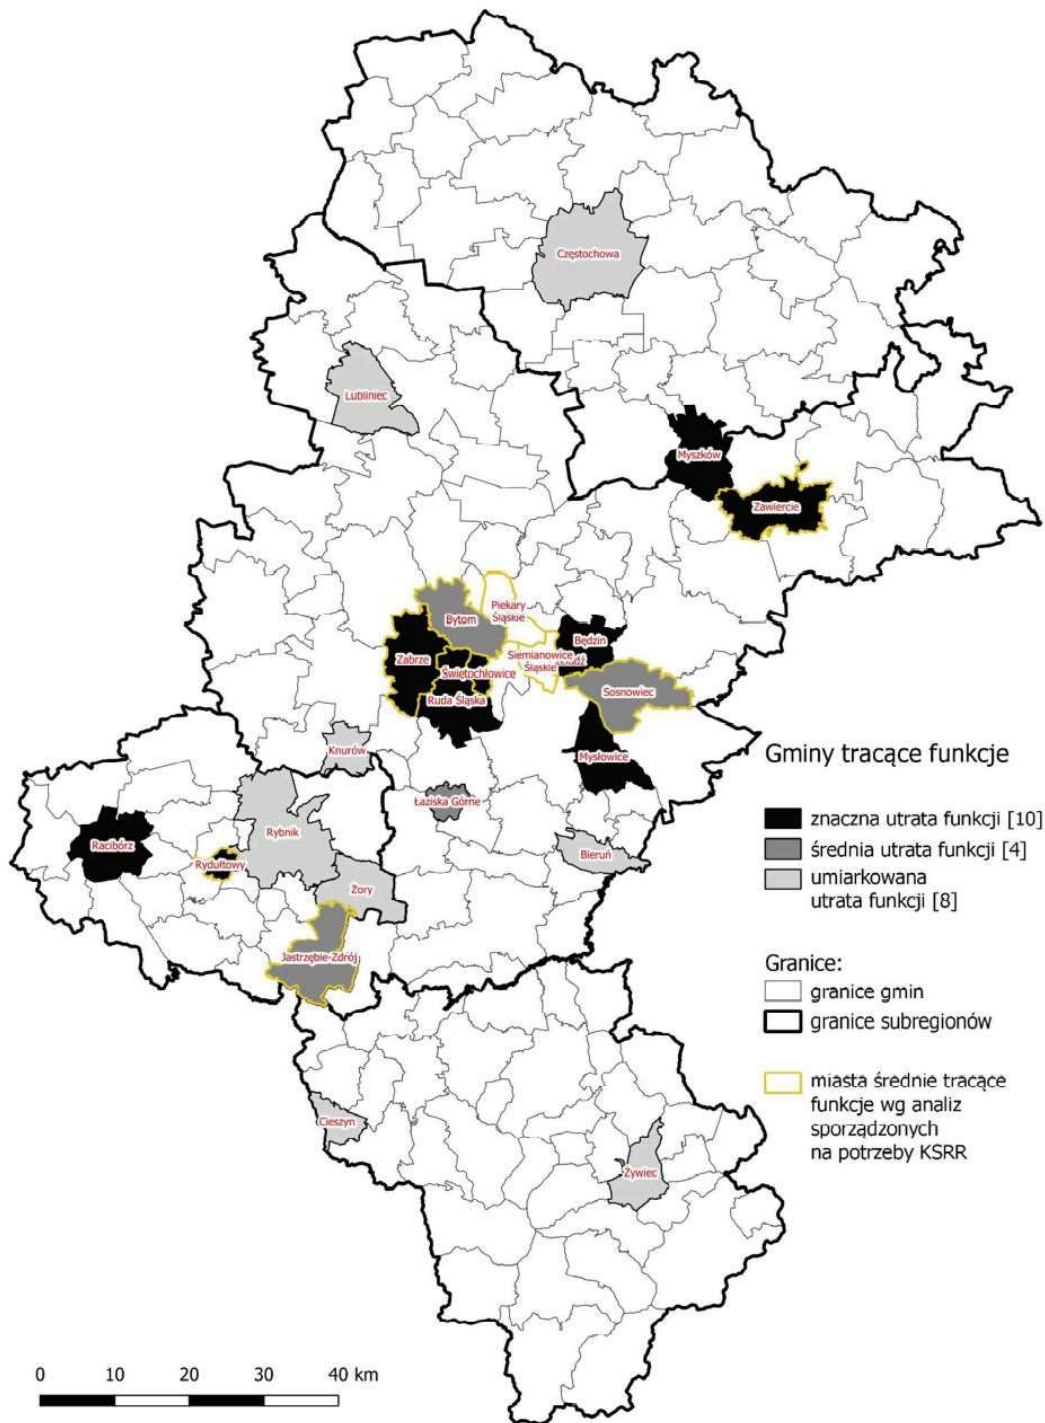 Częstochowa
Lubliniec
Myszków
Zawiercie
Piekary
Śląskie
Bytom
Będzin
Zabrze
Siemianowice
Śląskie
Świętochłowice
Sosnowiec
Ruda Śląska
Knurów
Mysłowice
Łaziska Górne
Rybnik
Racibórz
Rydułtowy
Bieruń
Żory
Jastrzębie-Zdrój
Cieszyn
Żywiec
Gminy tracące funkcje
znaczna utrata funkcji [10]
średnia utrata funkcji [4]
umiarkowana
utrata funkcji [8]
Granice:
granice gmin
granice subregionów
miasta średnie tracące
funkcje wg analiz
sporządzonych
na potrzeby KSRR
0 10 20 30 40 km